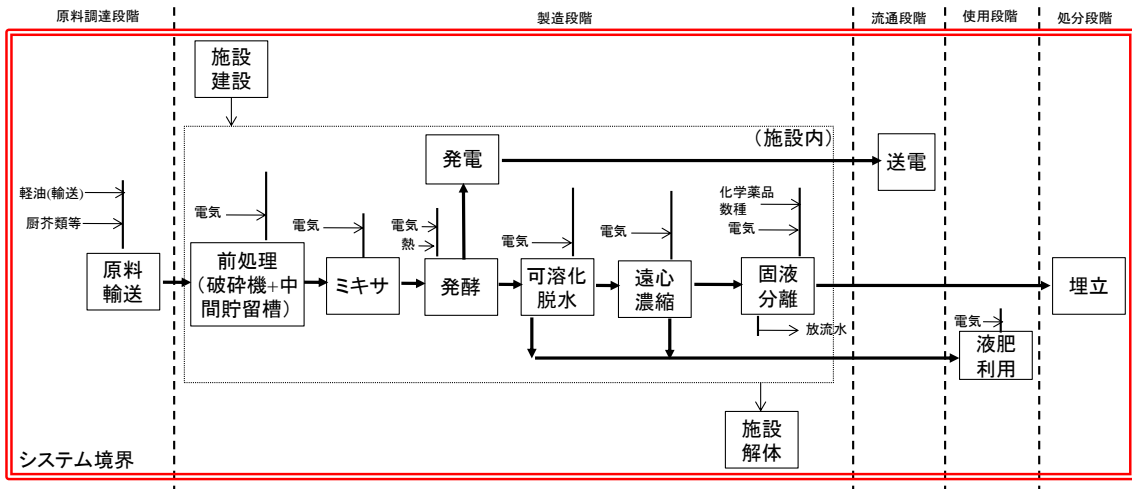 原料調達段階
製造段階
流通段階
使用段階
処分段階
施設
建設
(施設内)
発電
送電
軽油(輸送)
厨芥類等
電気
電気
電気
熱
電気
電気
化学薬品
数種
電気
原料
輸送
前処理
(破砕機+中
間貯留槽)
ミキサ
発酵
可溶化
脱水
遠心
濃縮
固液
分離
埋立
放流水
電気
液肥
利用
施設
解体
システム境界